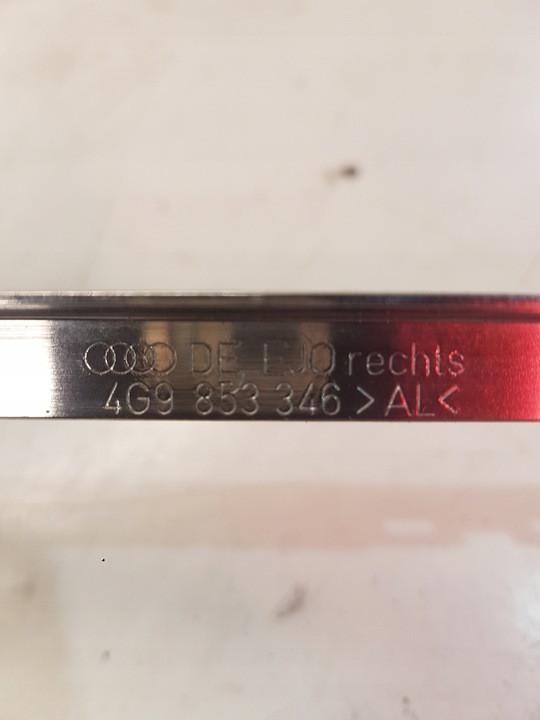 DE, rechts
4G9 853 346 >AL<